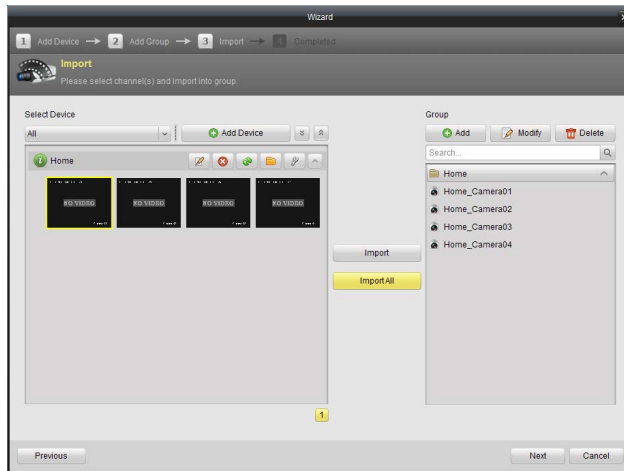 Wizard
1 Add Device → 2 Add Group → 3 Import → 4 Completed
Import
Please select channel(s) and import into group.
Select Device
All
Add Device
Home
NO VIDEO NO VIDEO NO VIDEO NO VIDEO
1
Import
Import All
Group
Add Modify Delete
Search...
Home
Home_Camera01
Home_Camera02
Home_Camera03
Home_Camera04
Previous Next Cancel